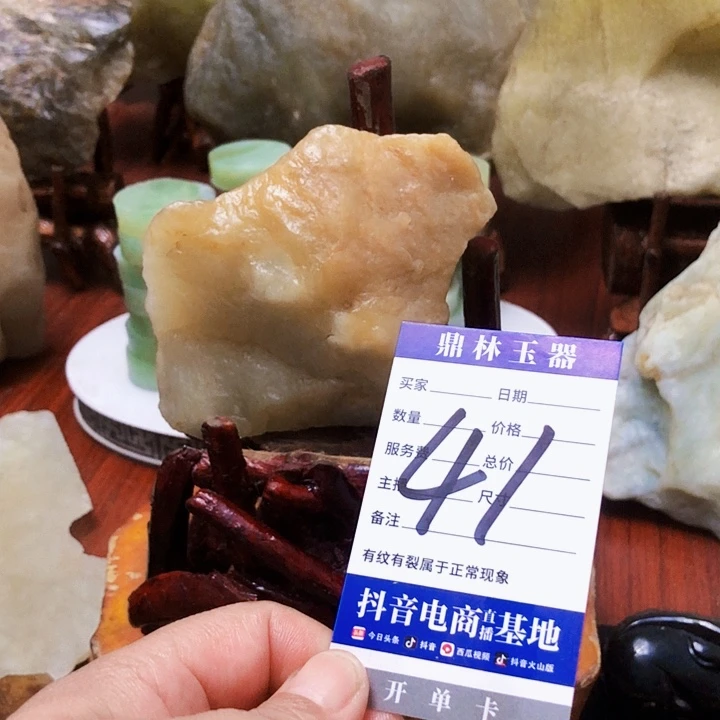 鼎林玉器
买家 日期
数量 价格
服务费 总价
主播 尺寸
备注
41
有纹有裂属于正常现象
抖音电商直播基地
今日头条 抖音 西瓜视频 抖音火山版
开单卡